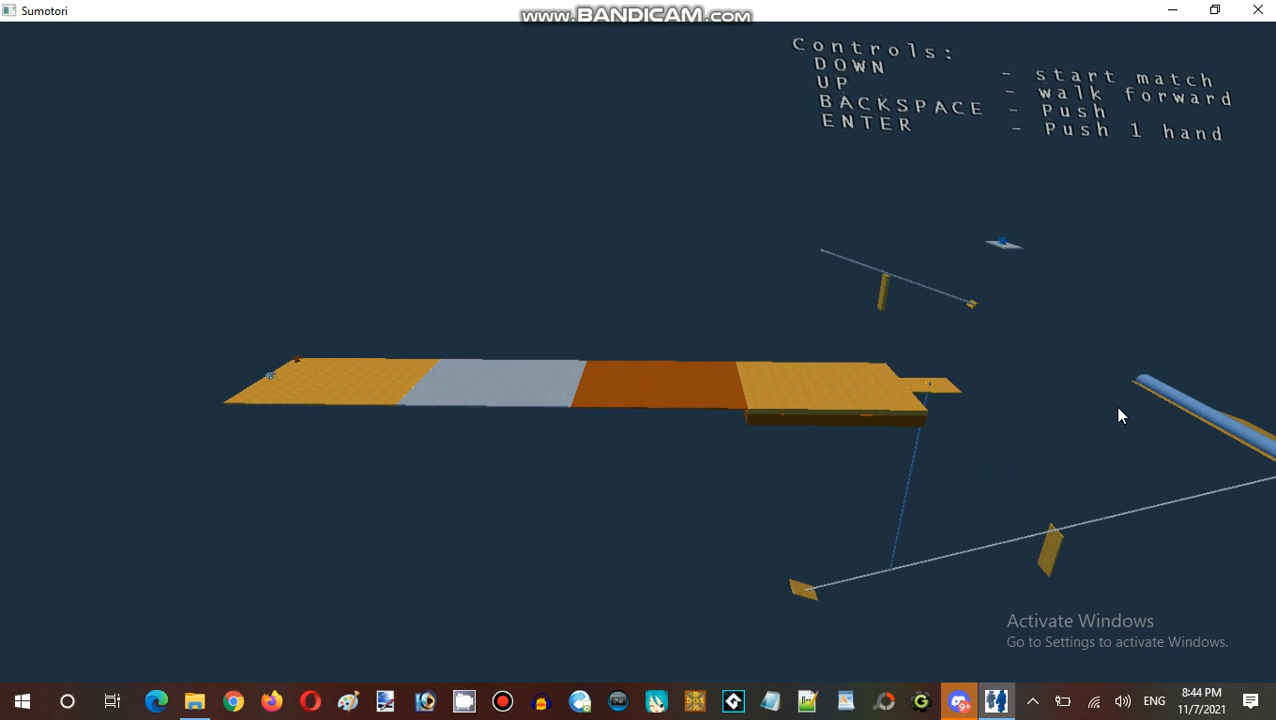 Sumotori
www.BANDICAM.com
Controls:
DOWN - start match
UP - walk forward
BACKSPACE - Push
ENTER - Push 1 hand
Activate Windows
Go to Settings to activate Windows.
9+
ENG
8:44 PM
11/7/2021